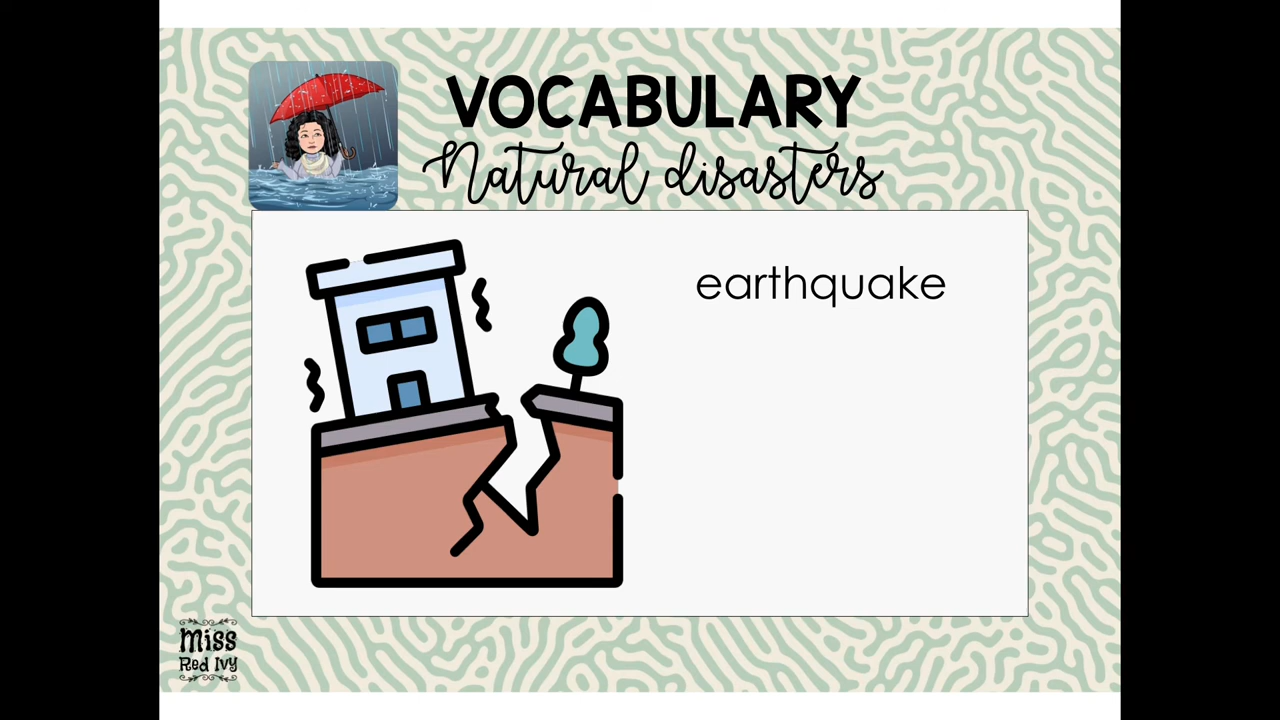 VOCABULARY
Natural disasters
earthquake
Miss
Red Ivy